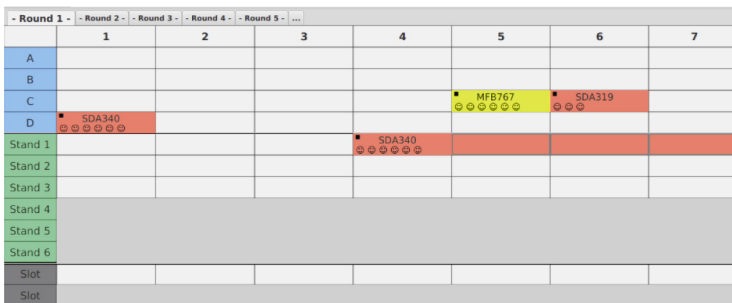 - Round 1 - - Round 2 - - Round 3 - - Round 4 - - Round 5 - ...
1 2 3 4 5 6 7
A
B
C MFB767 SDA319
D SDA340
Stand 1 SDA340
Stand 2
Stand 3
Stand 4
Stand 5
Stand 6
Slot
Slot